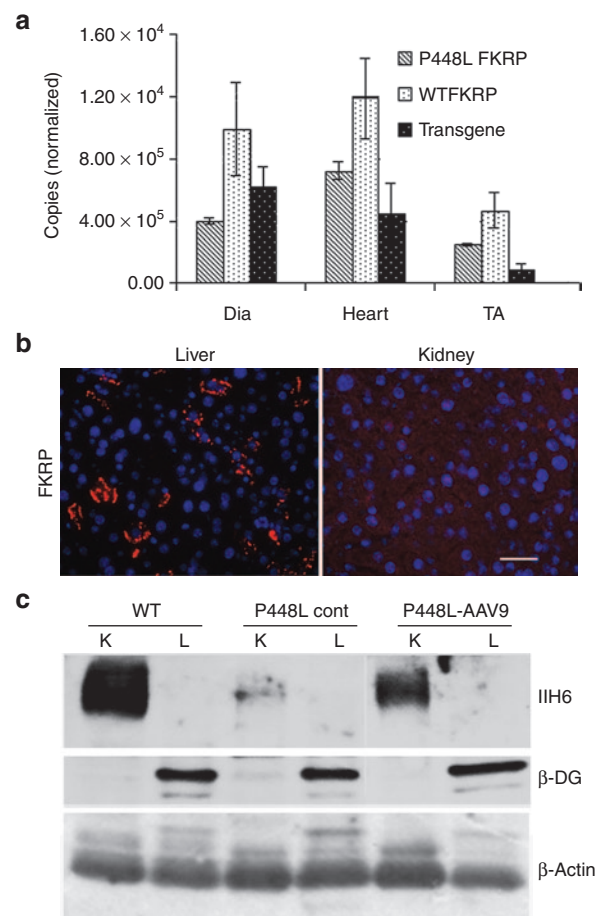 a
Copies (normalized)
1.60 × 10⁴
1.20 × 10⁴
8.00 × 10⁵
4.00 × 10⁵
0.00
P448L FKRP
WTFKRP
Transgene
Dia Heart TA
b
Liver Kidney
FKRP
c
WT P448L cont P448L-AAV9
K L K L K L
IIH6
β-DG
β-Actin